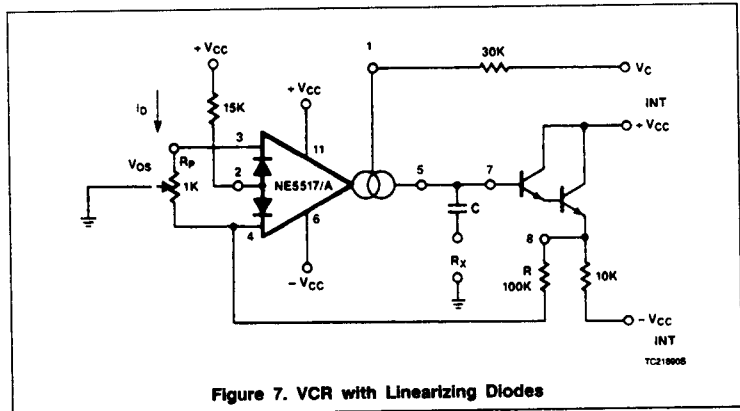 1
30K
VC
+ VCC
+ VCC
INT
+ VCC
ID
15K
3
11
VOS
RP
2
NE5517/A
5
7
1K
C
4
6
8
RX
R
100K
10K
– VCC
– VCC
INT
TC21890S
Figure 7. VCR with Linearizing Diodes